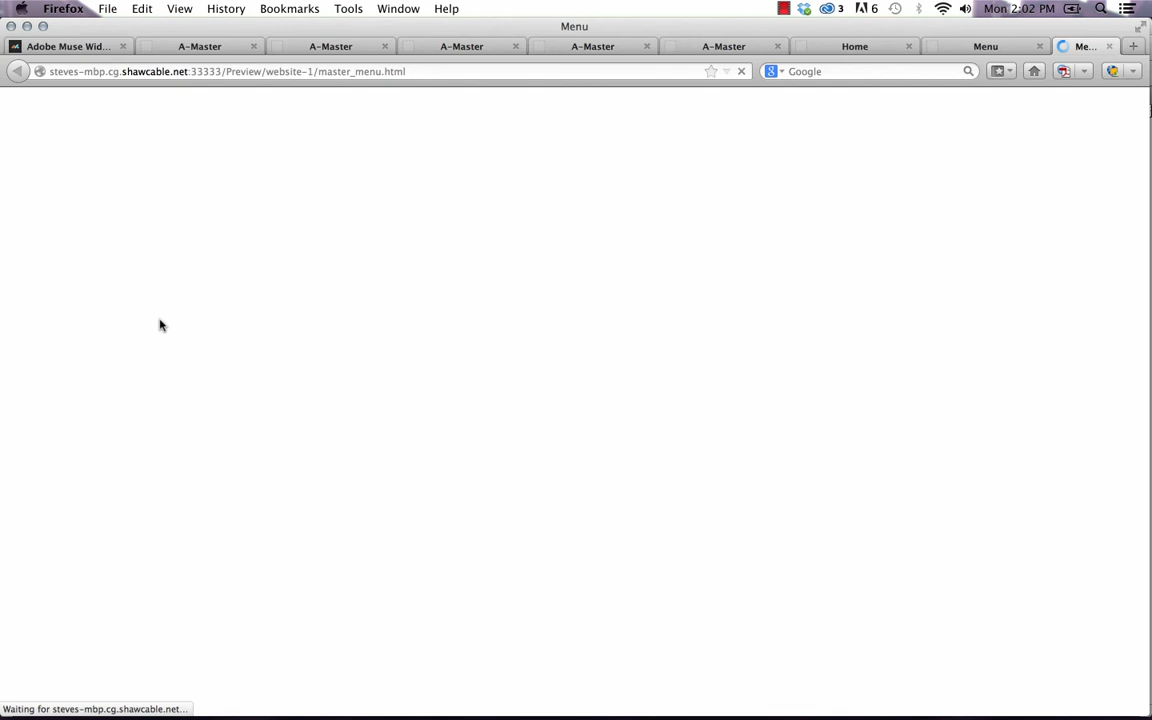 Firefox File Edit View History Bookmarks Tools Window Help 3 6 Mon 2:02 PM
Menu
Adobe Muse Wid... A-Master A-Master A-Master A-Master A-Master Home Menu Me...
steves-mbp.cg.shawcable.net:33333/Preview/website-1/master_menu.html Google
Waiting for steves-mbp.cg.shawcable.net...